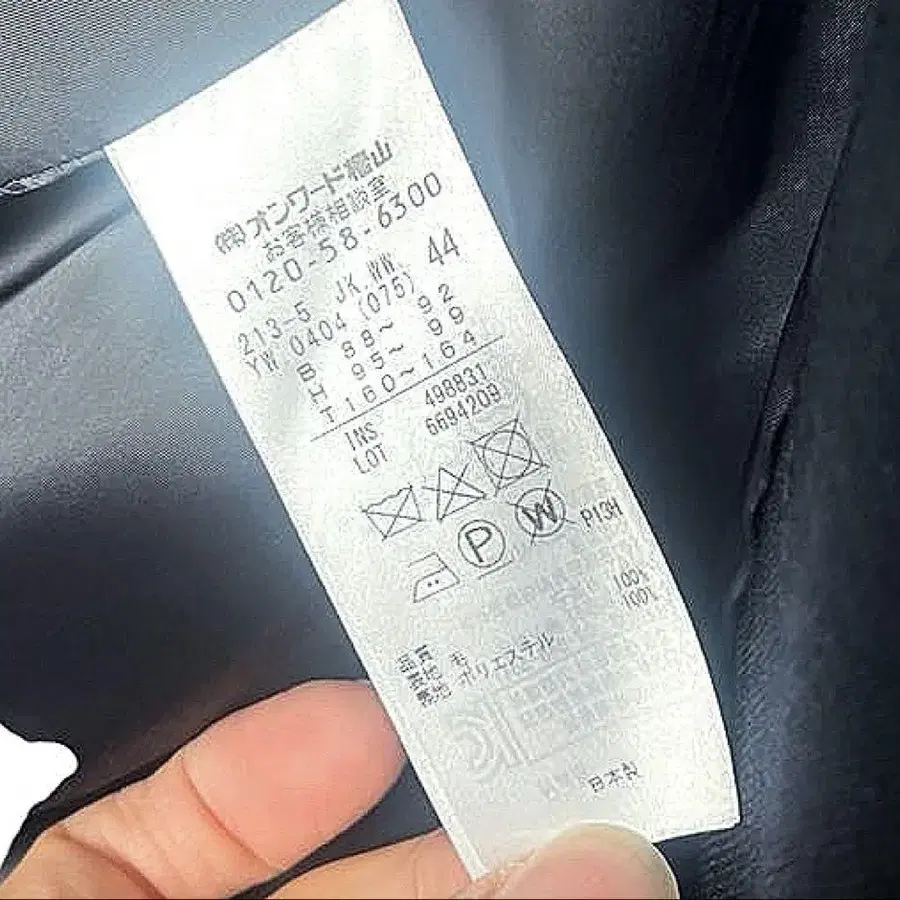 (株)オンワード樫山
お客様相談室
0120-58-6300
213-5 JK.WW 44
YW 0404 (075)
B 88~ 92
H 95~ 99
T160~164
INS 498831
LOT 6694209
P W P13H
毛 100%
ポリエステル 100%
日本製